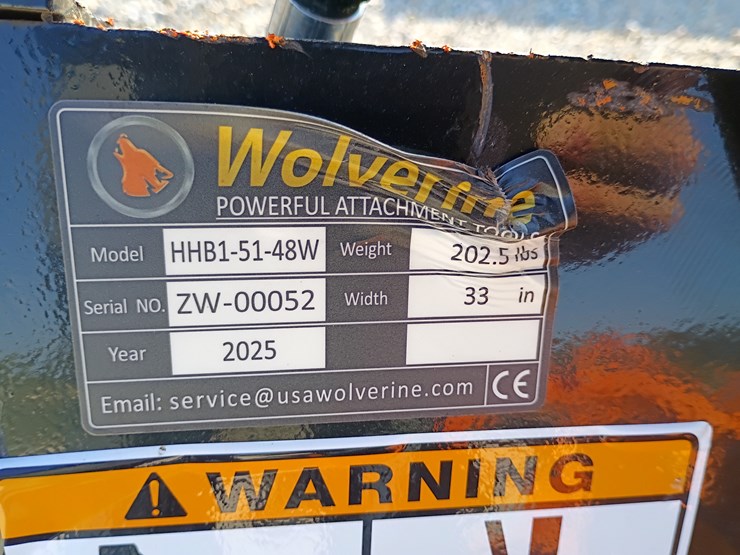 Wolverine
POWERFUL ATTACHMENT TOOLS
Model HHB1-51-48W Weight 202.5 lbs
Serial NO. ZW-00052 Width 33 in
Year 2025
Email: service@usawolverine.com CE
WARNING